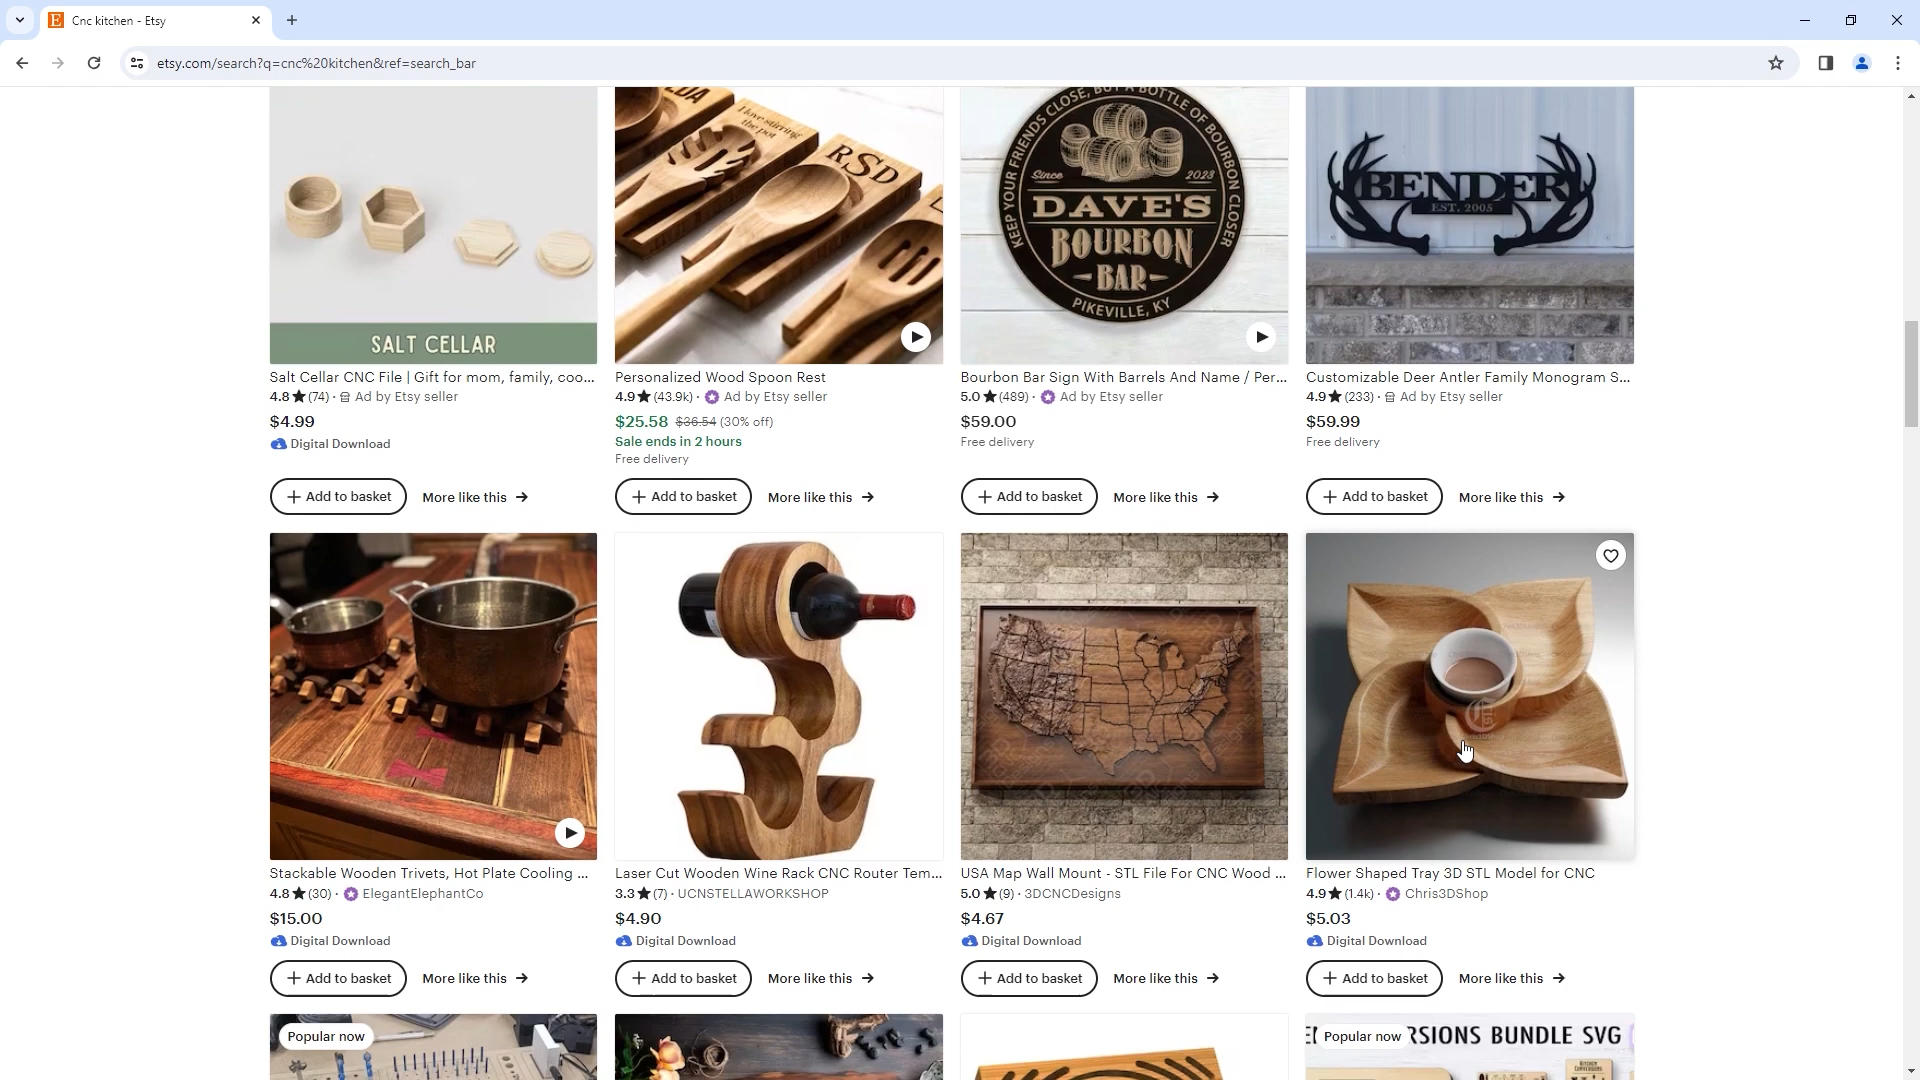 Cnc kitchen - Etsy
etsy.com/search?q=cnc%20kitchen&ref=search_bar
I love stirring
the pot
RSD
KEEP YOUR FRIENDS CLOSE, BUT A BOTTLE OF BOURBON CLOSER
Since 2023
DAVE'S
BOURBON
-BAR-
PIKEVILLE, KY
BENDER
EST. 2005
SALT CELLAR
Salt Cellar CNC File | Gift for mom, family, coo...
4.8 (74) · Ad by Etsy seller
$4.99
Digital Download
+ Add to basket
More like this →
Personalized Wood Spoon Rest
4.9 (43.9k) · Ad by Etsy seller
$25.58 $36.54 (30% off)
Sale ends in 2 hours
Free delivery
+ Add to basket
More like this →
Bourbon Bar Sign With Barrels And Name / Per...
5.0 (489) · Ad by Etsy seller
$59.00
Free delivery
+ Add to basket
More like this →
Customizable Deer Antler Family Monogram S...
4.9 (233) · Ad by Etsy seller
$59.99
Free delivery
+ Add to basket
More like this →
Stackable Wooden Trivets, Hot Plate Cooling ...
4.8 (30) · ElegantElephantCo
$15.00
Digital Download
+ Add to basket
More like this →
Laser Cut Wooden Wine Rack CNC Router Tem...
3.3 (7) · UCNSTELLAWORKSHOP
$4.90
Digital Download
+ Add to basket
More like this →
USA Map Wall Mount - STL File For CNC Wood ...
5.0 (9) · 3DCNCDesigns
$4.67
Digital Download
+ Add to basket
More like this →
Flower Shaped Tray 3D STL Model for CNC
4.9 (1.4k) · Chris3DShop
$5.03
Digital Download
+ Add to basket
More like this →
Popular now
Popular now
RSIONS BUNDLE SVG